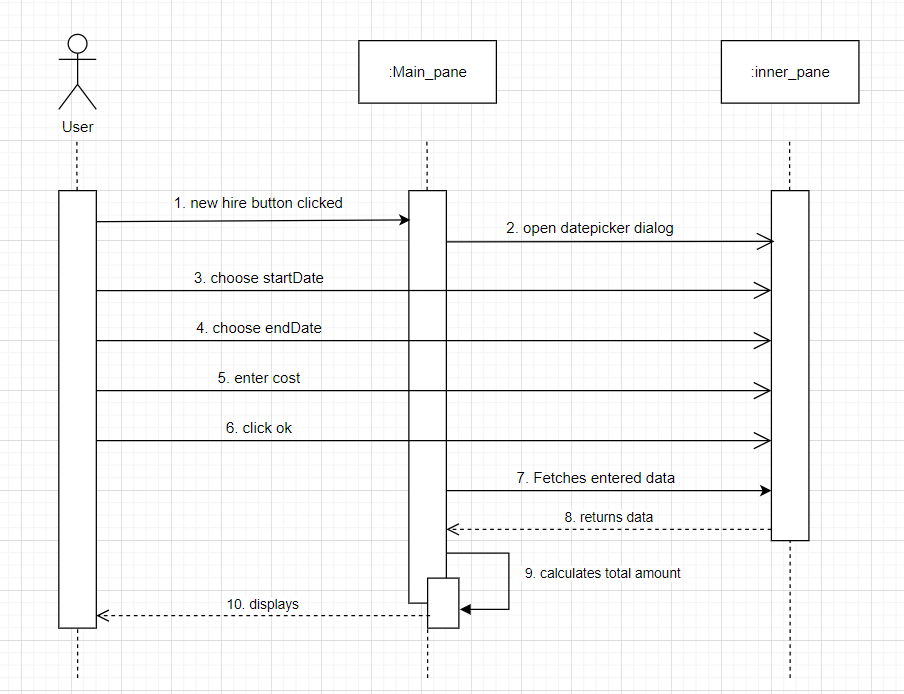 :Main_pane
:inner_pane
User
1. new hire button clicked
2. open datepicker dialog
3. choose startDate
4. choose endDate
5. enter cost
6. click ok
7. Fetches entered data
8. returns data
9. calculates total amount
10. displays